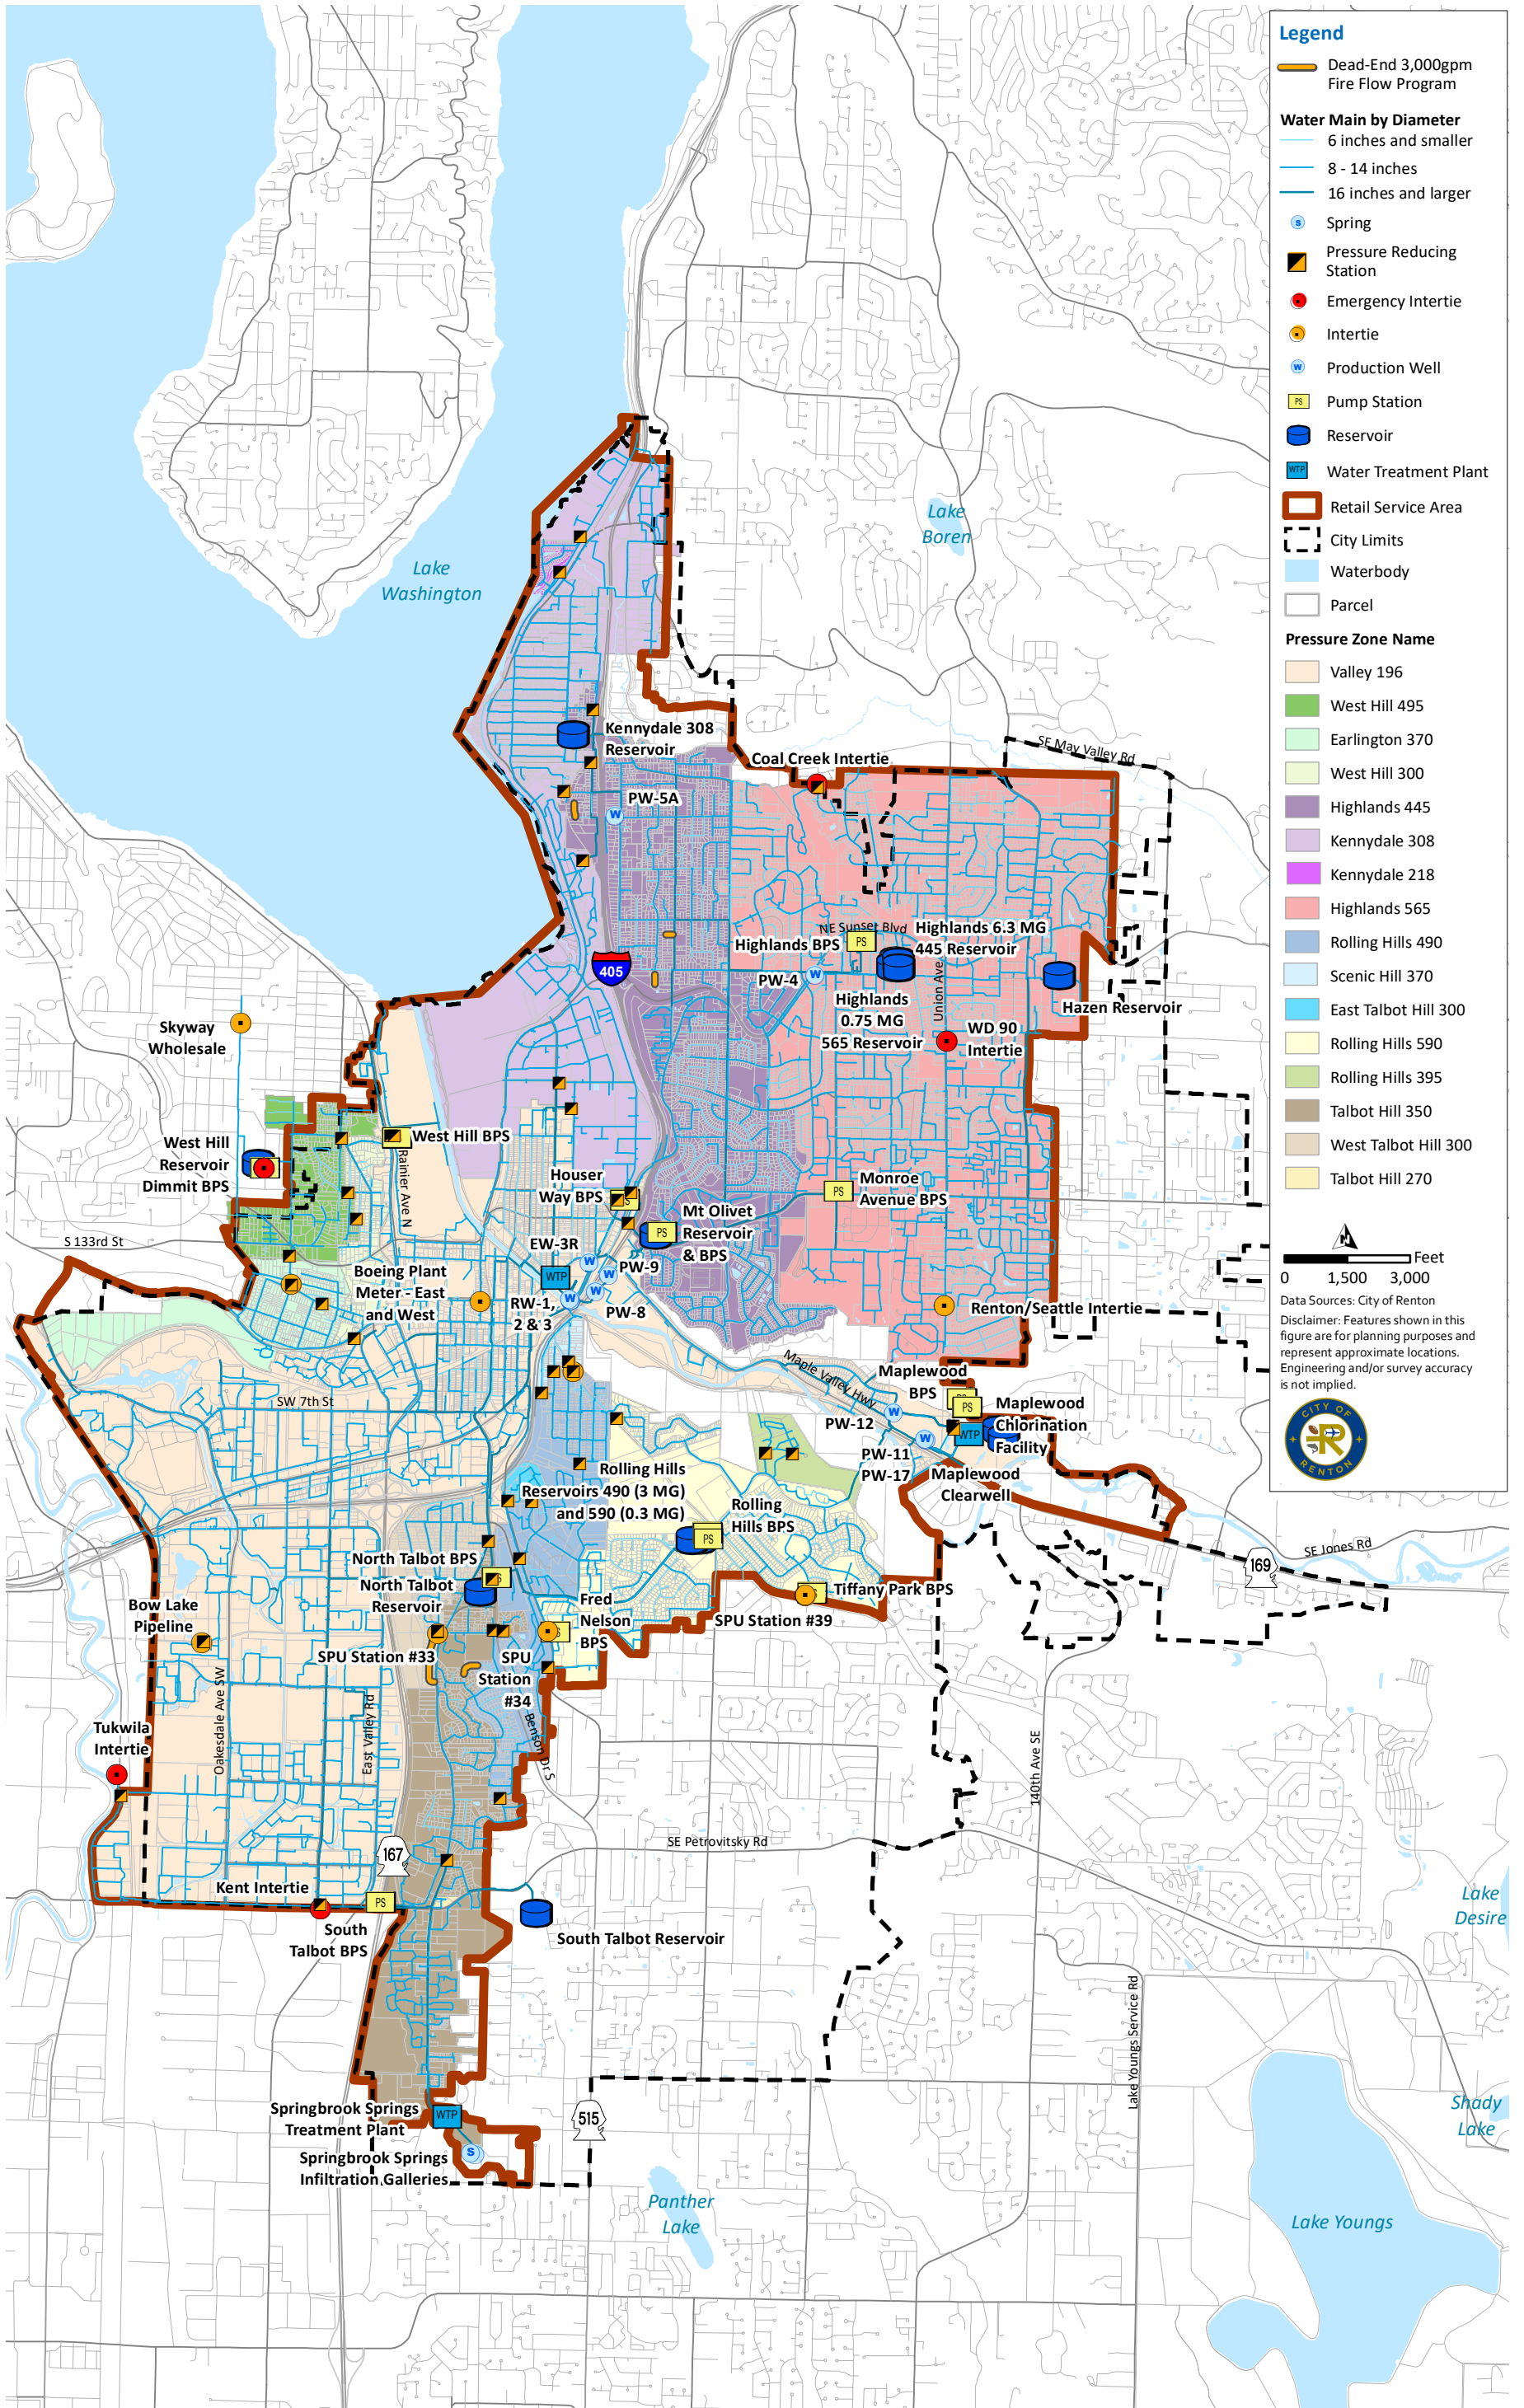 Legend
Dead-End 3,000gpm
Fire Flow Program
Water Main by Diameter
6 inches and smaller
8 - 14 inches
16 inches and larger
S
Spring
Pressure Reducing
Station
Emergency Intertie
Intertie
W
Production Well
PS
Pump Station
Reservoir
WTP
Water Treatment Plant
Retail Service Area
City Limits
Waterbody
Parcel
Pressure Zone Name
Valley 196
West Hill 495
Earlington 370
West Hill 300
Highlands 445
Kennydale 308
Kennydale 218
Highlands 565
Rolling Hills 490
Scenic Hill 370
East Talbot Hill 300
Rolling Hills 590
Rolling Hills 395
Talbot Hill 350
West Talbot Hill 300
Talbot Hill 270
N
Feet
0 1,500 3,000
Data Sources: City of Renton
Disclaimer: Features shown in this
figure are for planning purposes and
represent approximate locations.
Engineering and/or survey accuracy
is not implied.
CITY OF
R
RENTON
Lake
Boren
Lake
Washington
Kennydale 308
Reservoir
Coal Creek Intertie
SE May Valley Rd
PW-5A
W
NE Sunset Blvd
Highlands 6.3 MG
445 Reservoir
Highlands BPS
PS
405
PW-4
W
Highlands
0.75 MG
565 Reservoir
Union Ave
Hazen Reservoir
WD 90
Intertie
Skyway
Wholesale
West Hill
Reservoir
Dimmit BPS
West Hill BPS
Rainier Ave N
Houser
Way BPS
Monroe
Avenue BPS
PS
Mt Olivet
Reservoir
& BPS
PS
S 133rd St
EW-3R
W
WTP
PW-9
W
W
PW-8
RW-1,
2 & 3
W
Boeing Plant
Meter - East
and West
Renton/Seattle Intertie
Maple Valley Hwy
Maplewood
BPS
PS
PS
Maplewood
Chlorination
Facility
WTP
PW-12
W
PW-11
PW-17
W
Maplewood
Clearwell
SW 7th St
Rolling Hills
Reservoirs 490 (3 MG)
and 590 (0.3 MG)
Rolling
Hills BPS
PS
SE Jones Rd
169
North Talbot BPS
North Talbot
Reservoir
Tiffany Park BPS
SPU Station #39
Fred
Nelson
BPS
Bow Lake
Pipeline
SPU Station #33
SPU
Station
#34
Oakesdale Ave SW
East Valley Rd
Benson Dr S
Tukwila
Intertie
140th Ave SE
SE Petrovitsky Rd
167
Kent Intertie
PS
South
Talbot BPS
South Talbot Reservoir
Lake
Desire
Lake Youngs Service Rd
Springbrook Springs
Treatment Plant
WTP
515
Springbrook Springs
Infiltration Galleries
S
Shady
Lake
Panther
Lake
Lake Youngs